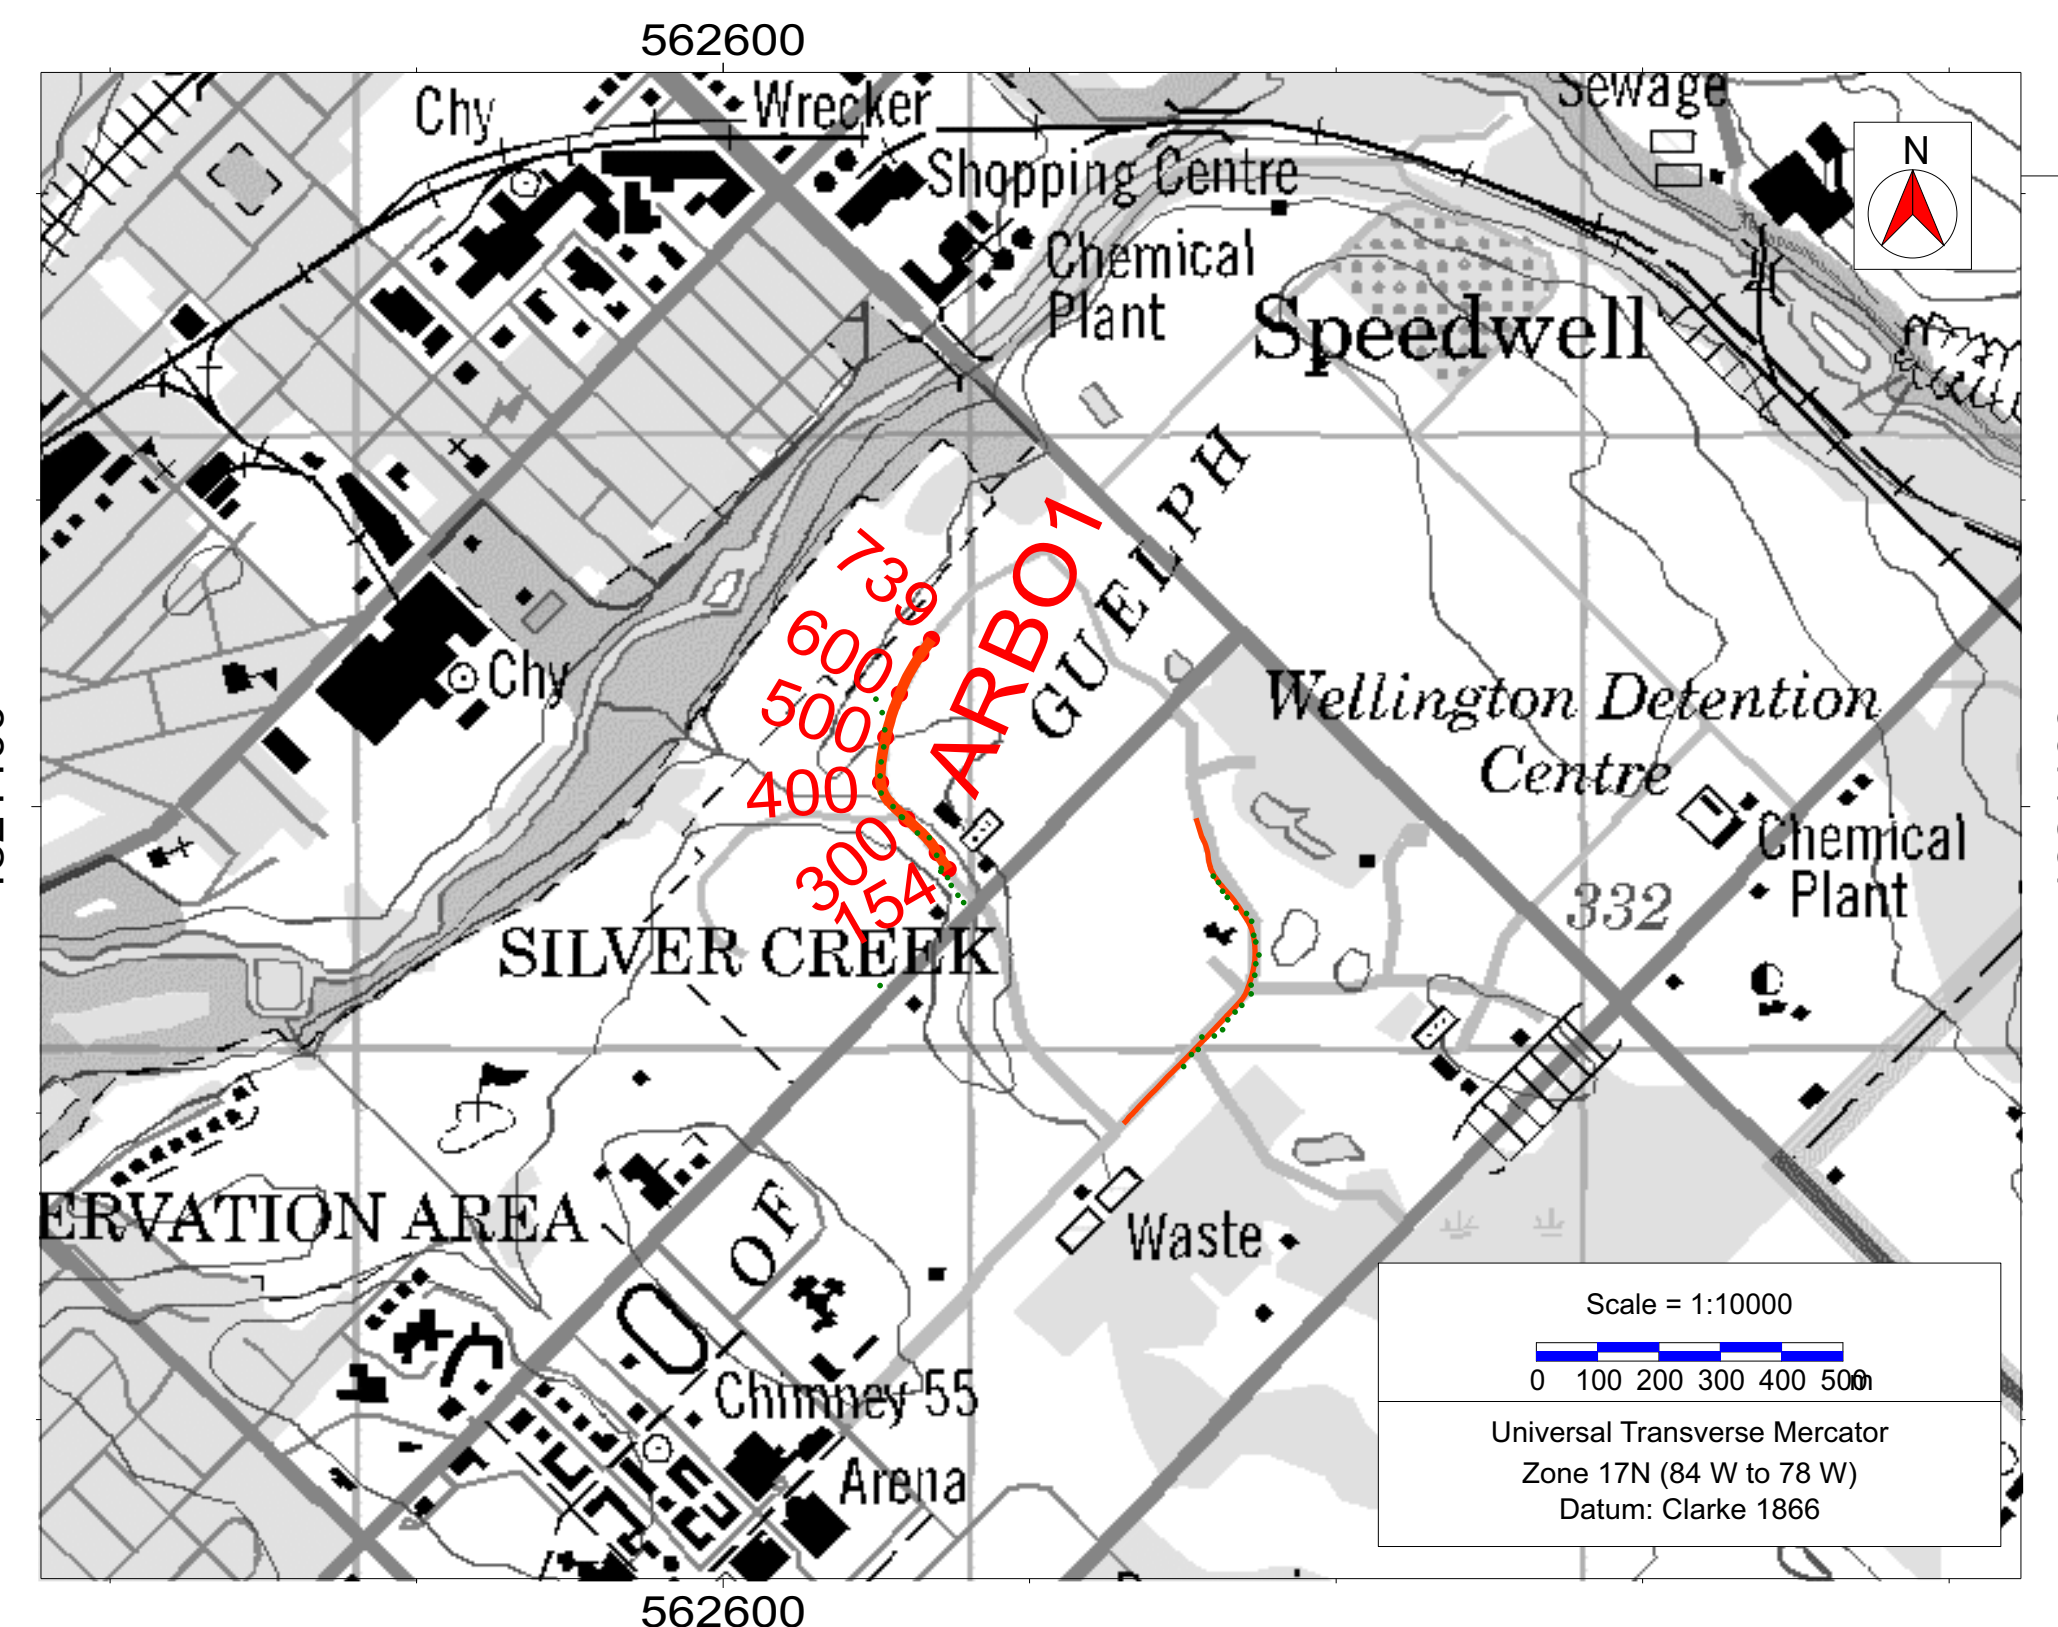 562600
Chy
Wrecker
Sewage
N
Shopping Centre
Chemical
Plant
Speedwell
GUELPH
ARBO 1
739
600
500
400
300
154
Chy
Wellington Detention
Centre
Chemical
Plant
332
SILVER CREEK
ERVATION AREA
OF
Waste
Chimney 55
Arena
Scale = 1:10000
0 100 200 300 400 500m
Universal Transverse Mercator
Zone 17N (84 W to 78 W)
Datum: Clarke 1866
562600